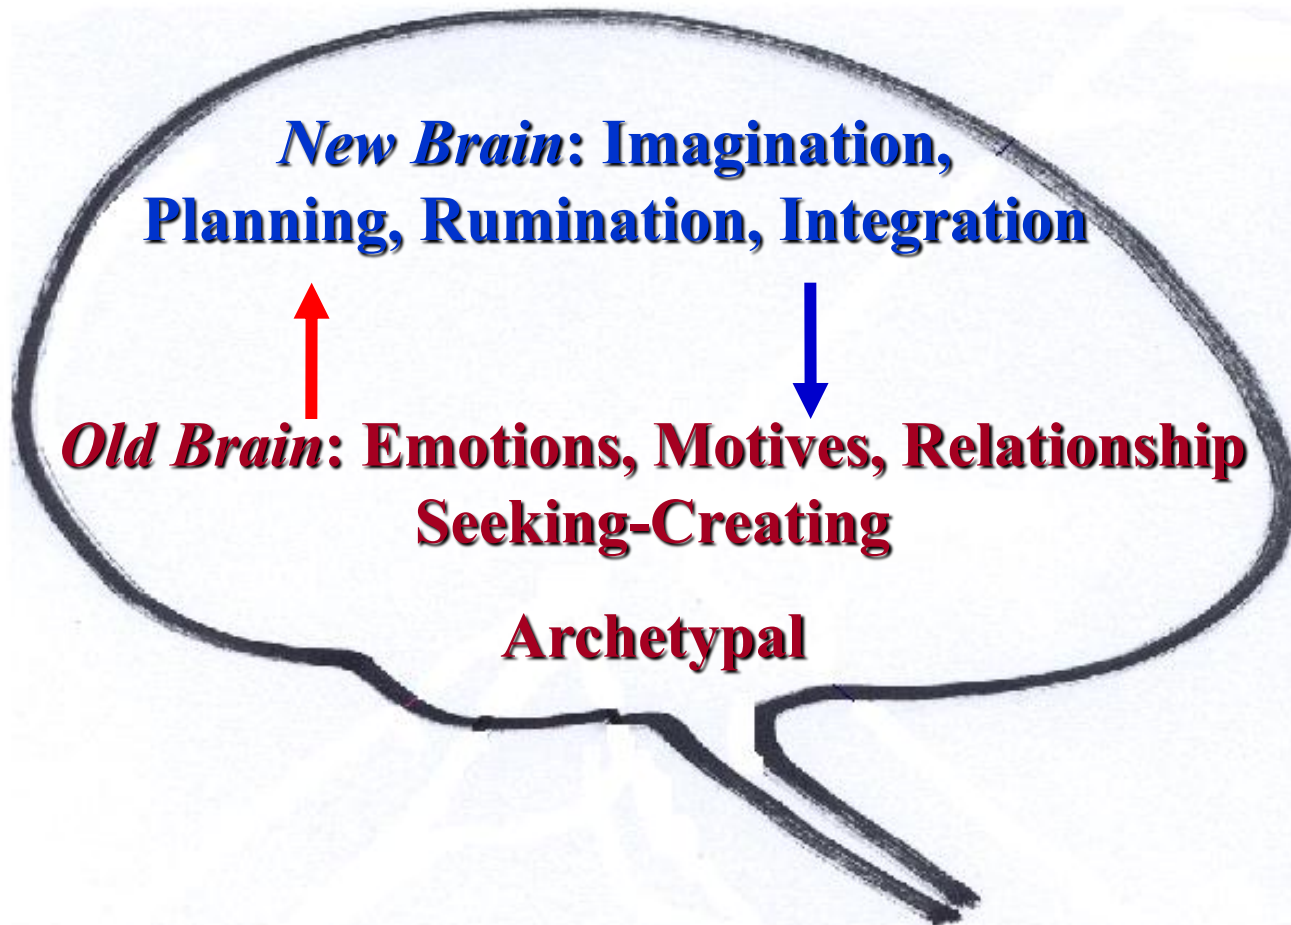 New Brain: Imagination,
Planning, Rumination, Integration
Old Brain: Emotions, Motives, Relationship
Seeking-Creating
Archetypal